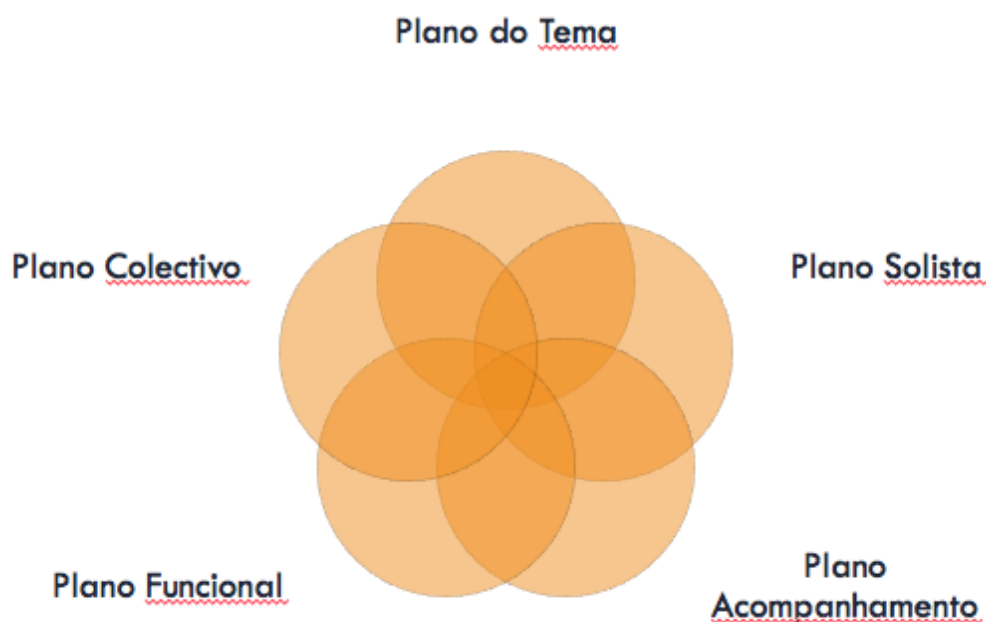 Plano do Tema
Plano Colectivo
Plano Solista
Plano Funcional
Plano
Acompanhamento